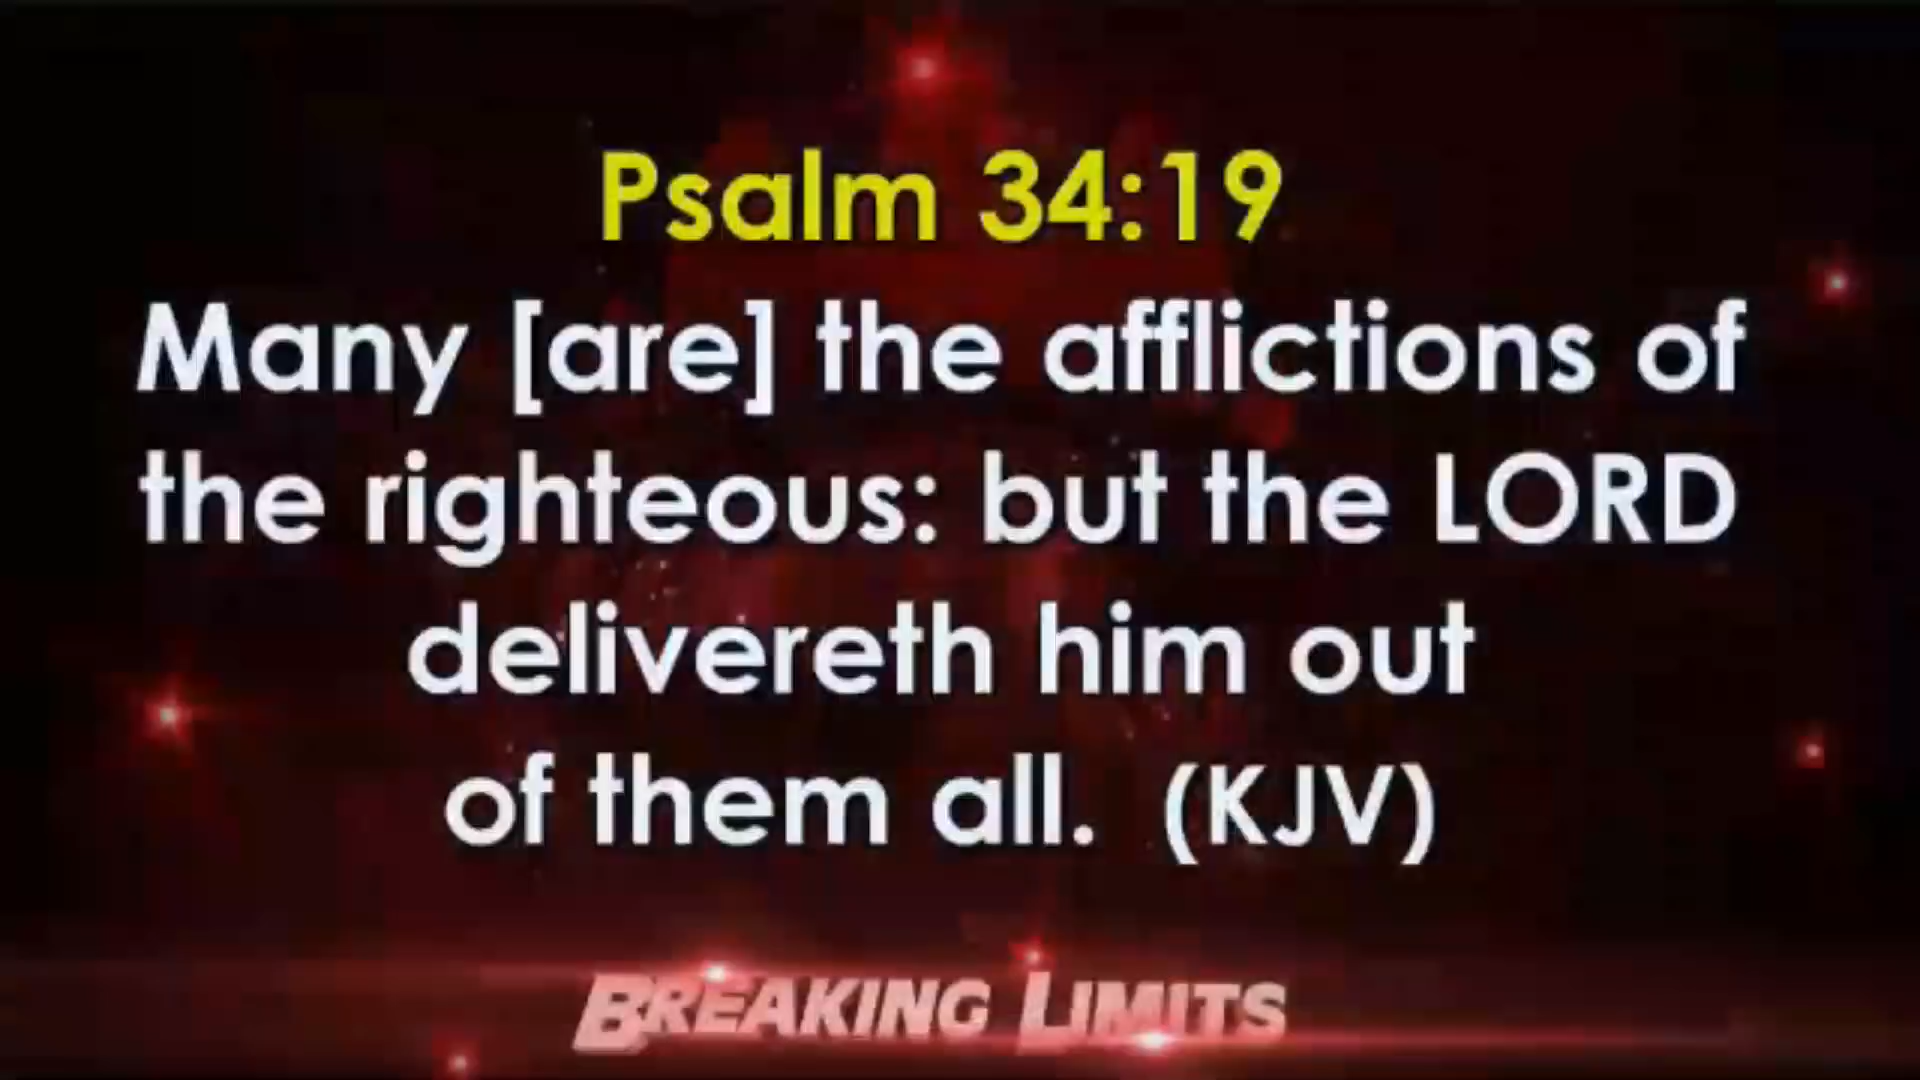 Psalm 34:19
Many [are] the afflictions of
the righteous: but the LORD
delivereth him out
of them all. (KJV)
BREAKING LIMITS